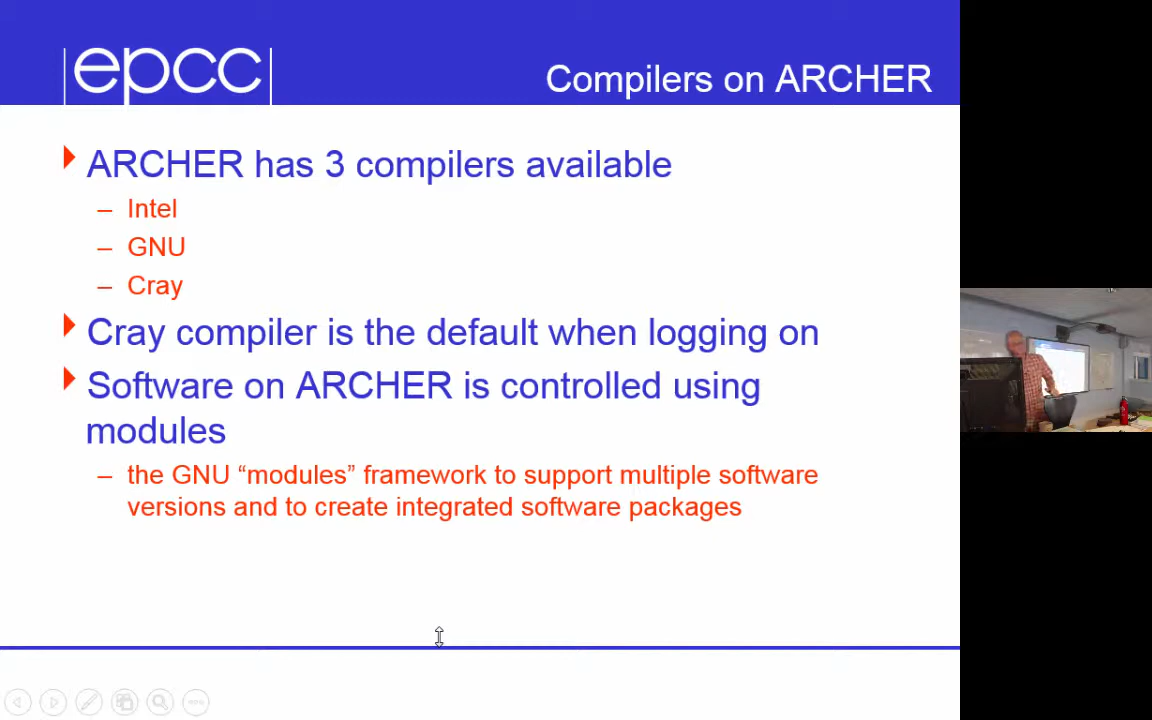 epcc
Compilers on ARCHER
ARCHER has 3 compilers available
– Intel
– GNU
– Cray
Cray compiler is the default when logging on
Software on ARCHER is controlled using
modules
– the GNU “modules” framework to support multiple software
versions and to create integrated software packages